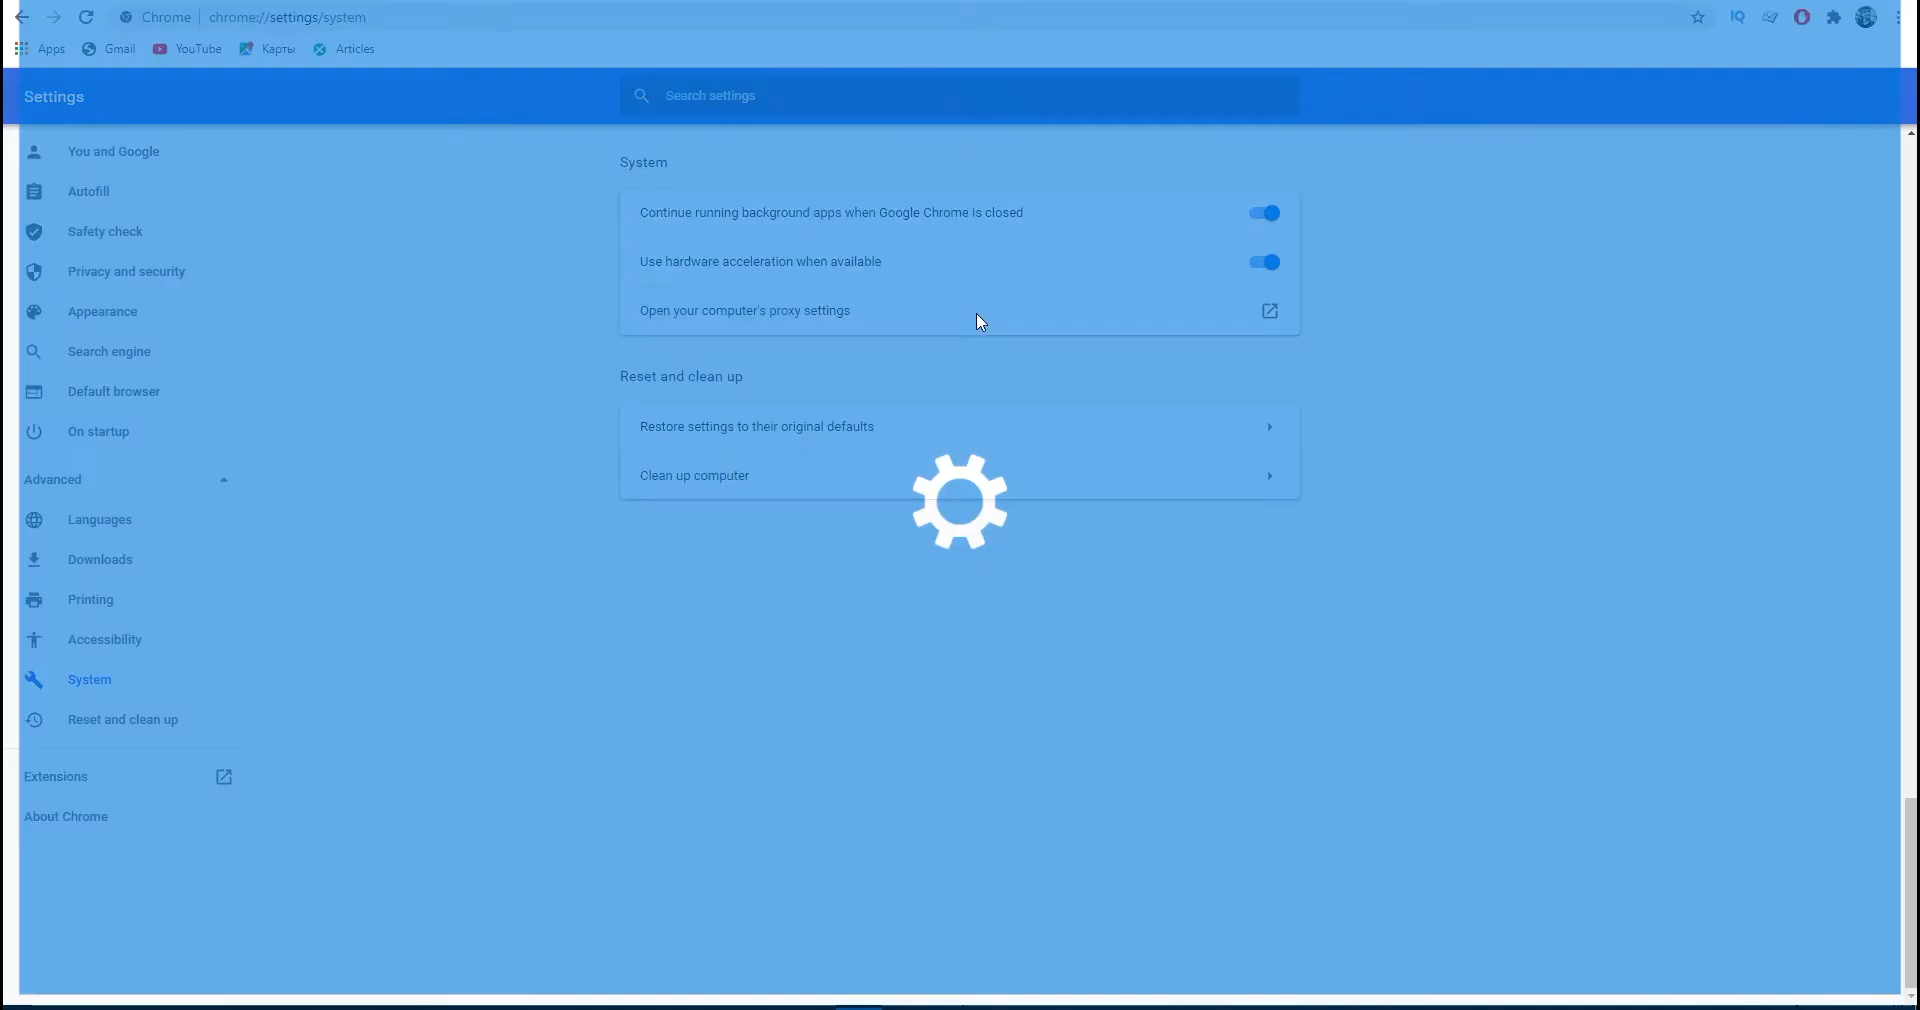 Chrome | chrome://settings/system
IQ
Apps Gmail YouTube Карты Articles
Settings
Search settings
You and Google
Autofill
Safety check
Privacy and security
Appearance
Search engine
Default browser
On startup
Advanced
Languages
Downloads
Printing
Accessibility
System
Reset and clean up
Extensions
About Chrome
System
Continue running background apps when Google Chrome is closed
Use hardware acceleration when available
Open your computer's proxy settings
Reset and clean up
Restore settings to their original defaults
Clean up computer